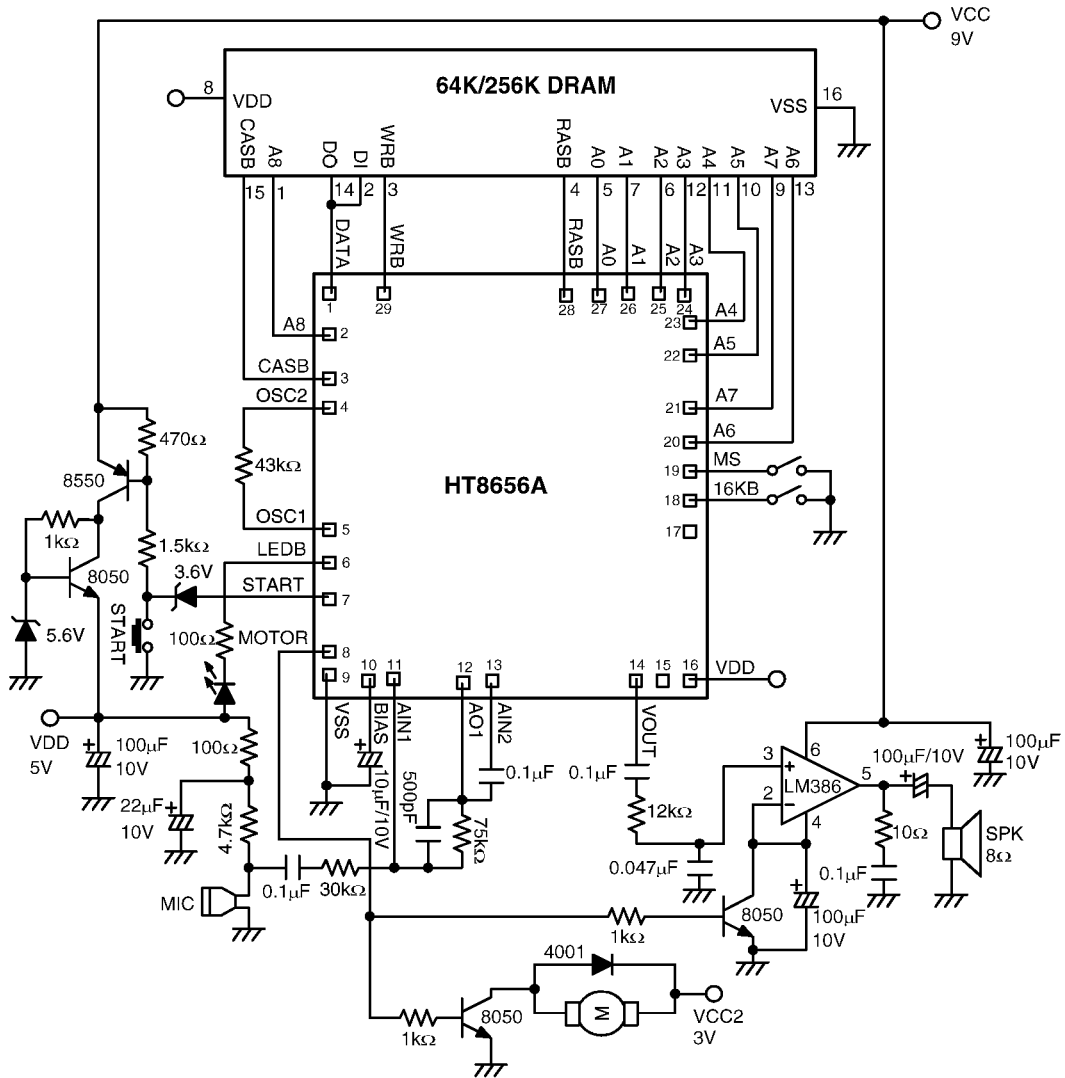 VCC
9V
64K/256K DRAM
8
VDD
VSS
16
CASB
A8
DO
DI
WRB
RASB
A0
A1
A2
A3
A4
A5
A7
A6
15
1
14
2
3
4
5
7
6
12
11
10
9
13
DATA
WRB
RASB
A0
A1
A2
A3
1
29
28
27
26
25
24
A8
2
CASB
3
OSC2
4
43kΩ
OSC1
5
LEDB
6
START
7
MOTOR
8
9
HT8656A
23
A4
22
A5
21
A7
20
A6
19
MS
18
16KB
17
470Ω
8550
1kΩ
1.5kΩ
8050
3.6V
5.6V
START
100Ω
10
11
12
13
14
15
16
VDD
VSS
BIAS
AIN1
AO1
AIN2
VOUT
VDD
5V
100µF
10V
100Ω
22µF
10V
4.7kΩ
10µF/10V
500pF
0.1µF
75kΩ
0.1µF
30kΩ
MIC
0.1µF
12kΩ
0.047µF
3
+
6
LM386
2
−
4
5
100µF/10V
+
100µF
10V
10Ω
0.1µF
SPK
8Ω
1kΩ
8050
100µF
10V
4001
M
1kΩ
8050
VCC2
3V